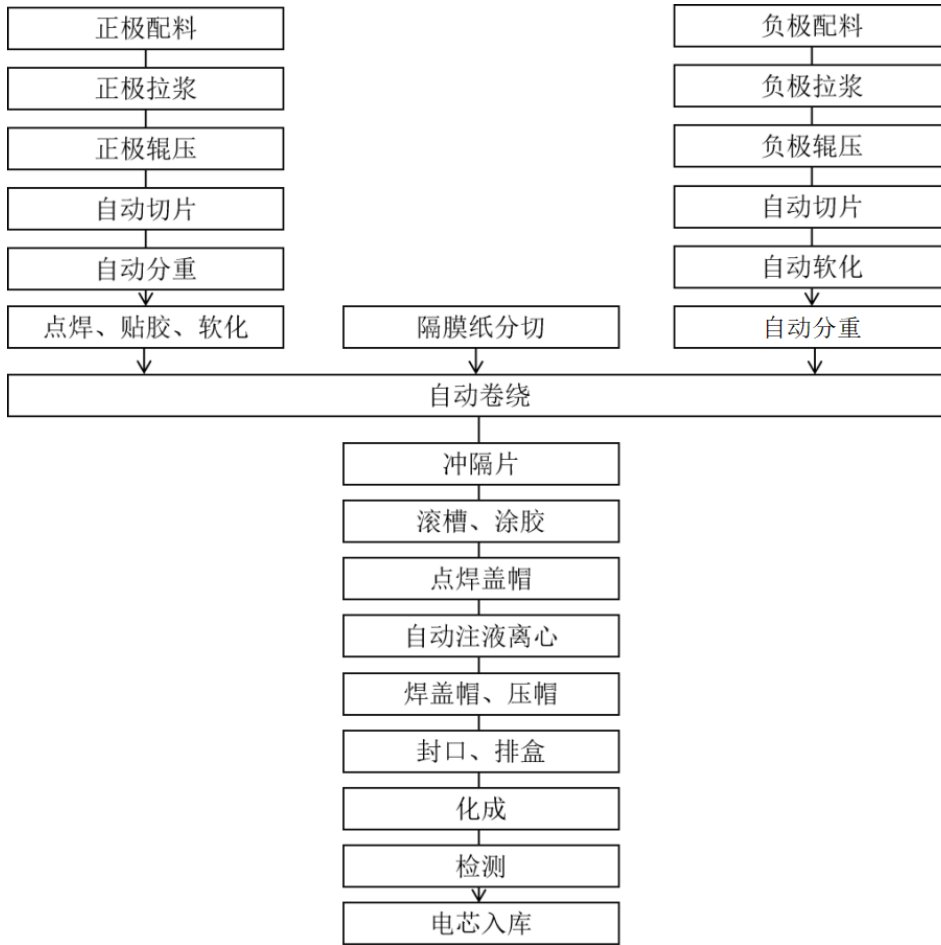 正极配料
正极拉浆
正极辊压
自动切片
自动分重
点焊、贴胶、软化
隔膜纸分切
负极配料
负极拉浆
负极辊压
自动切片
自动软化
自动分重
自动卷绕
冲隔片
滚槽、涂胶
点焊盖帽
自动注液离心
焊盖帽、压帽
封口、排盒
化成
检测
电芯入库